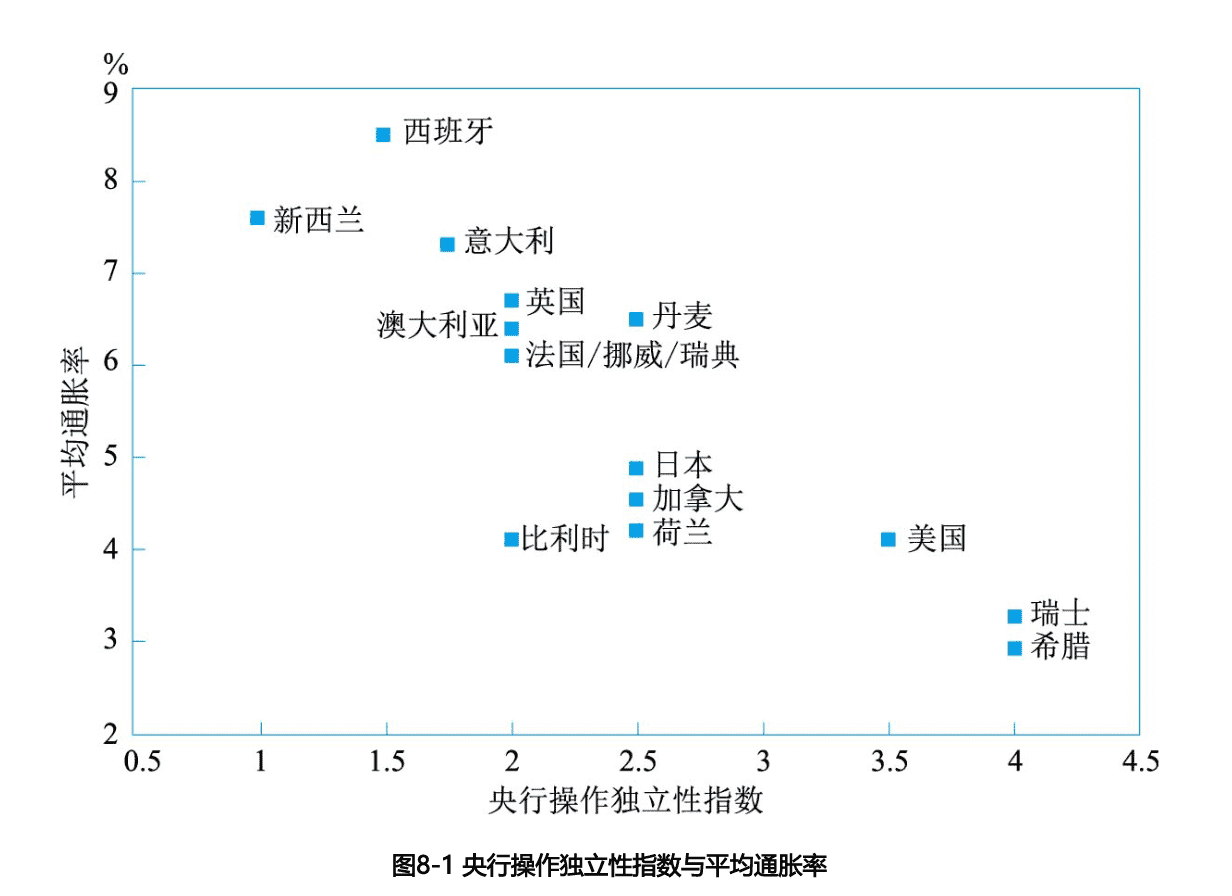 %
9
西班牙
8
新西兰
意大利
7
英国
丹麦
澳大利亚
法国/挪威/瑞典
6
平均通胀率
5
日本
加拿大
荷兰
比利时
美国
4
瑞士
希腊
3
2
0.5 1 1.5 2 2.5 3 3.5 4 4.5
央行操作独立性指数
图8-1 央行操作独立性指数与平均通胀率